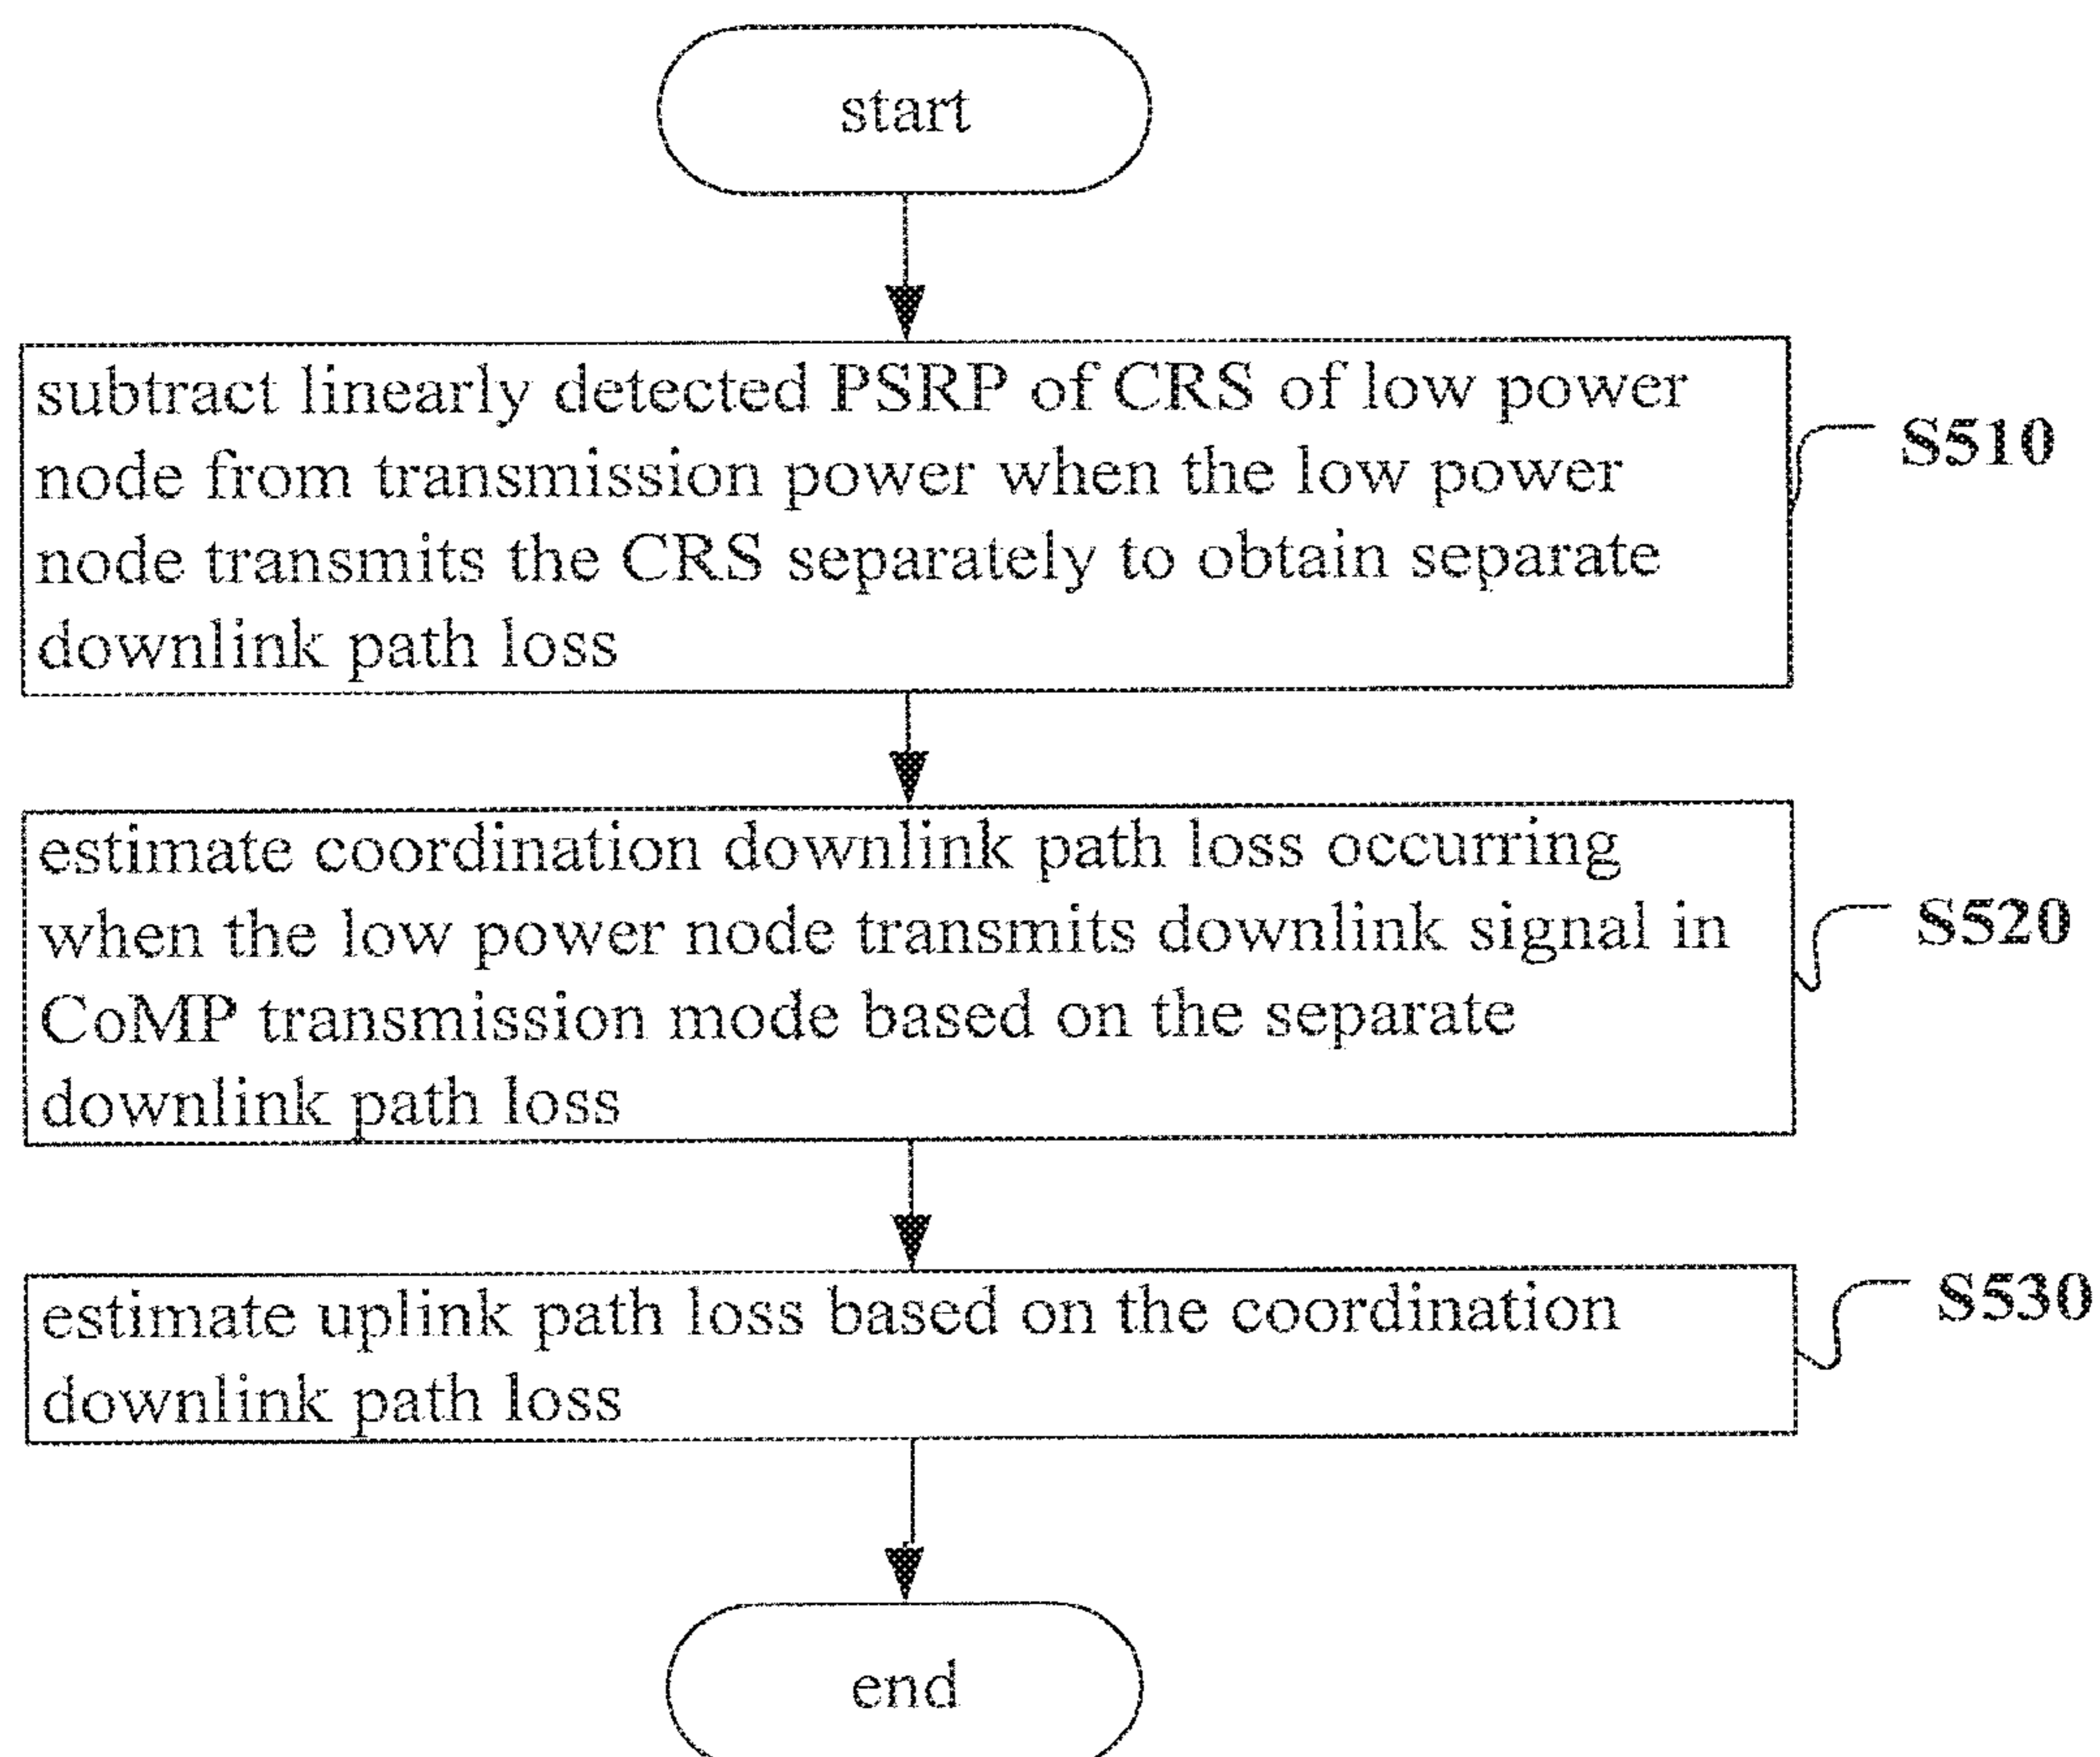 start
subtract linearly detected PSRP of CRS of low power
node from transmission power when the low power
node transmits the CRS separately to obtain separate
downlink path loss
S510
estimate coordination downlink path loss occurring
when the low power node transmits downlink signal in
CoMP transmission mode based on the separate
downlink path loss
S520
estimate uplink path loss based on the coordination
downlink path loss
S530
end